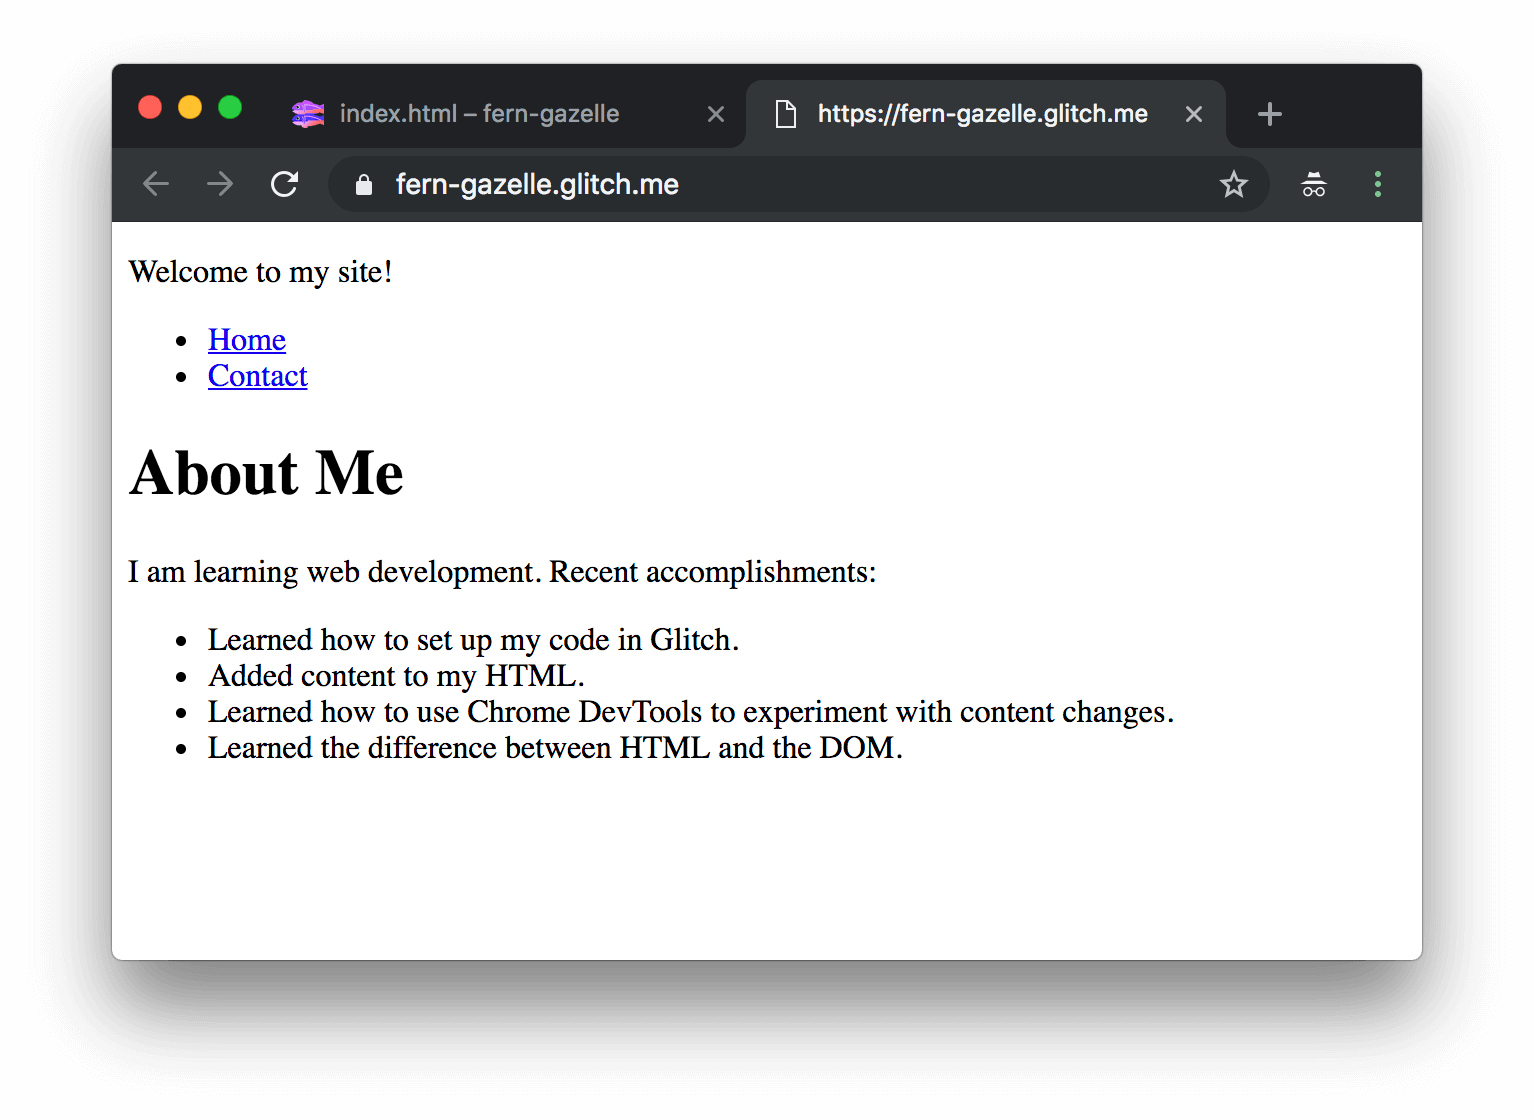 index.html – fern-gazelle
https://fern-gazelle.glitch.me
fern-gazelle.glitch.me
Welcome to my site!
Home
Contact
About Me
I am learning web development. Recent accomplishments:
Learned how to set up my code in Glitch.
Added content to my HTML.
Learned how to use Chrome DevTools to experiment with content changes.
Learned the difference between HTML and the DOM.